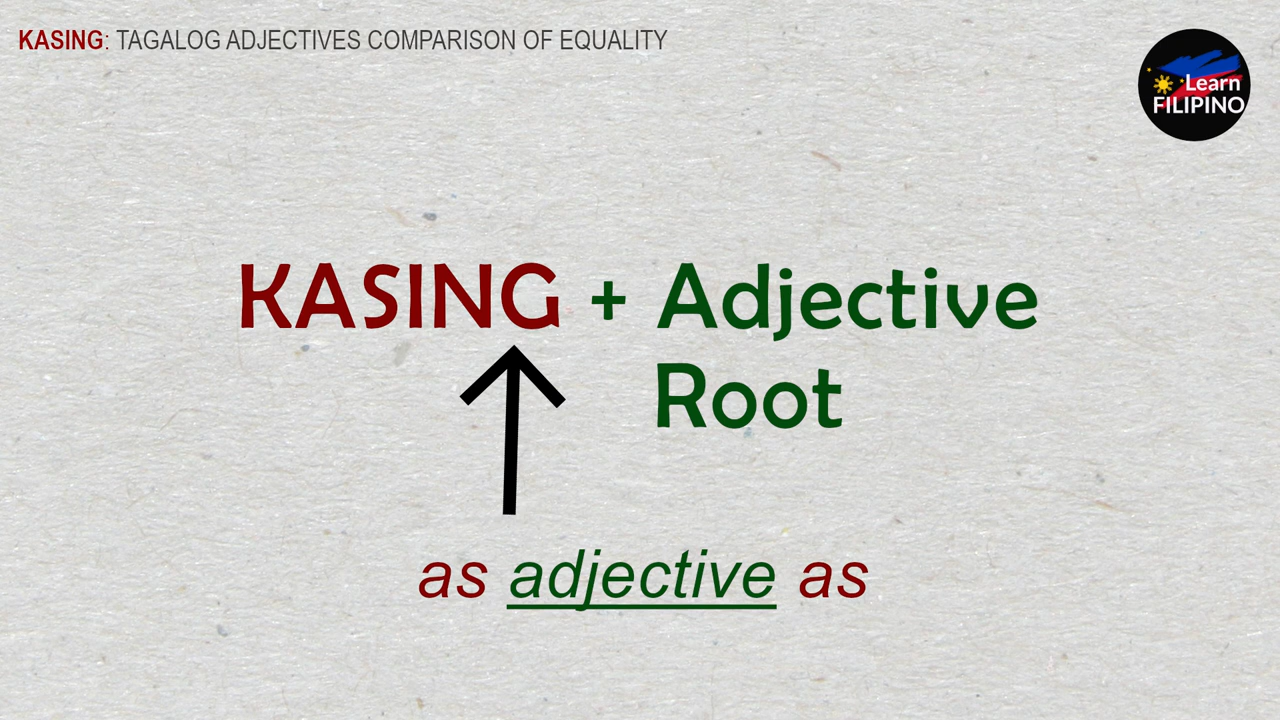 KASING: TAGALOG ADJECTIVES COMPARISON OF EQUALITY
Learn
FILIPINO
KASING + Adjective
Root
as adjective as